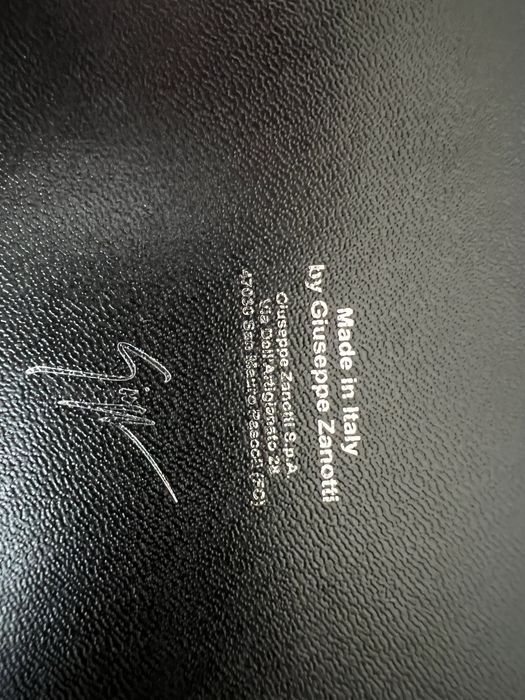 Made in Italy
by Giuseppe Zanotti
Giuseppe Zanotti S.p.A
Via Dell'Artigianato 28
47030 San Mauro Pascoli (FC)